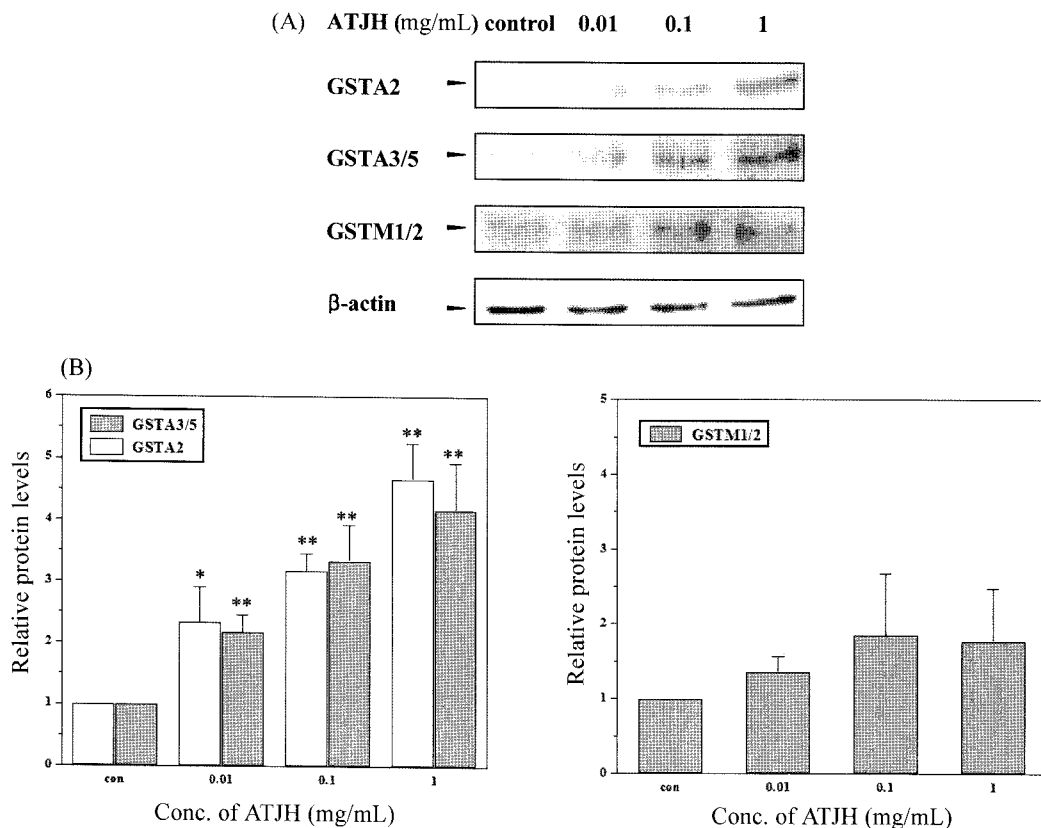 (A) ATJH (mg/mL) control 0.01 0.1 1
GSTA2
GSTA3/5
GSTM1/2
β-actin
(B)
Relative protein levels
6
5
4
3
2
1
0
GSTA3/5
GSTA2
* ** ** ** ** **
con 0.01 0.1 1
Conc. of ATJH (mg/mL)
Relative protein levels
5
4
3
2
1
0
GSTM1/2
con 0.01 0.1 1
Conc. of ATJH (mg/mL)